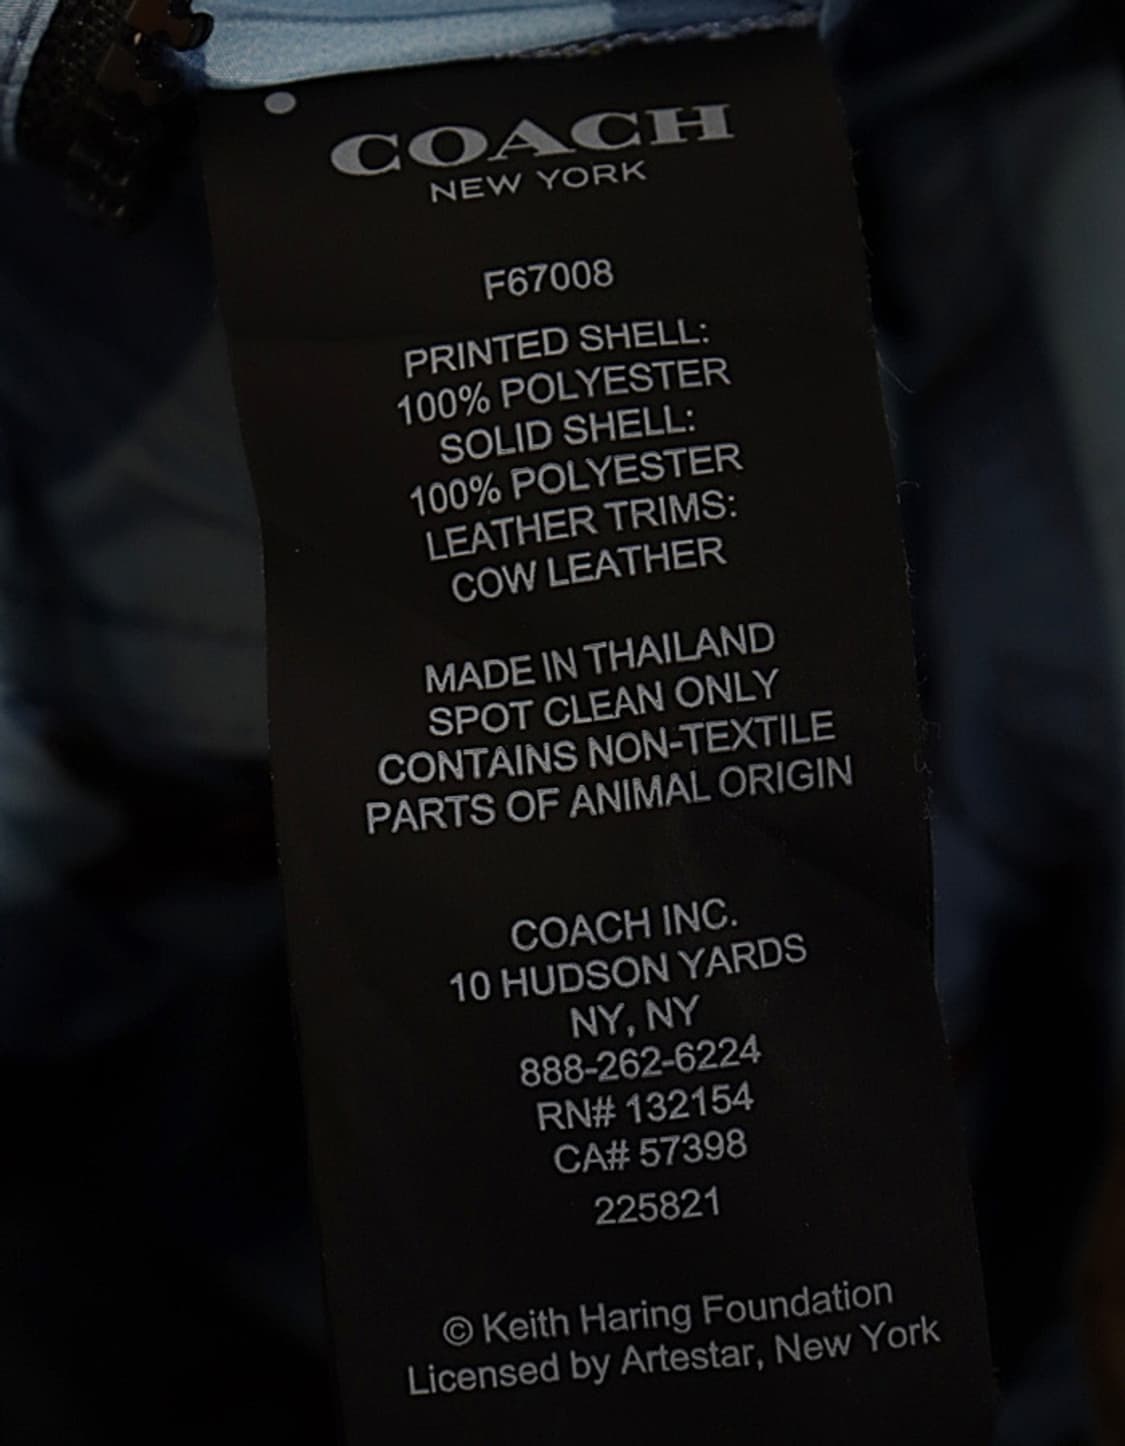 COACH
NEW YORK
F67008
PRINTED SHELL:
100% POLYESTER
SOLID SHELL:
100% POLYESTER
LEATHER TRIMS:
COW LEATHER
MADE IN THAILAND
SPOT CLEAN ONLY
CONTAINS NON-TEXTILE
PARTS OF ANIMAL ORIGIN
COACH INC.
10 HUDSON YARDS
NY, NY
888-262-6224
RN# 132154
CA# 57398
225821
© Keith Haring Foundation
Licensed by Artestar, New York